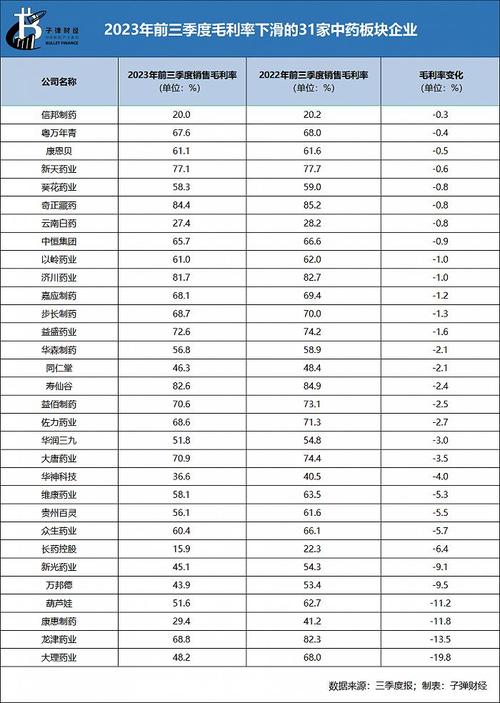 子弹财经
BULLET FINANCE
2023年前三季度毛利率下滑的31家中药板块企业
公司名称 2023年前三季度销售毛利率（单位：%） 2022年前三季度销售毛利率（单位：%） 毛利率变化（单位：%）
信邦制药 20.0 20.2 -0.3
粤万年青 67.6 68.0 -0.4
康恩贝 61.1 61.6 -0.5
新天药业 77.1 77.7 -0.6
葵花药业 58.3 59.0 -0.8
奇正藏药 84.4 85.2 -0.8
云南白药 27.4 28.2 -0.8
中恒集团 65.7 66.6 -0.9
以岭药业 61.0 62.0 -1.0
济川药业 81.7 82.7 -1.0
嘉应制药 68.1 69.4 -1.2
步长制药 68.7 70.0 -1.3
益盛药业 72.6 74.2 -1.6
华森制药 56.8 58.9 -2.1
同仁堂 46.3 48.4 -2.1
寿仙谷 82.6 84.9 -2.4
益佰制药 70.6 73.1 -2.5
佐力药业 68.6 71.3 -2.7
华润三九 51.8 54.8 -3.0
大唐药业 70.9 74.4 -3.5
华神科技 36.6 40.5 -4.0
维康药业 58.1 63.5 -5.3
贵州百灵 56.1 61.6 -5.5
众生药业 60.4 66.1 -5.7
长药控股 15.9 22.3 -6.4
新光药业 45.1 54.3 -9.1
万邦德 43.9 53.4 -9.5
葫芦娃 51.6 62.7 -11.2
康惠制药 29.4 41.2 -11.8
龙津药业 68.8 82.3 -13.5
大理药业 48.2 68.0 -19.8
数据来源：三季度报；制表：子弹财经